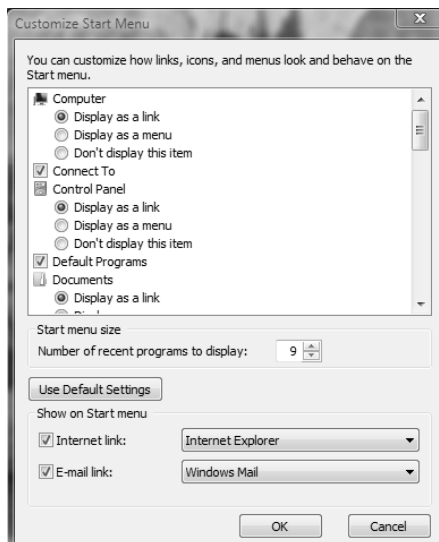 Customize Start Menu
You can customize how links, icons, and menus look and behave on the
Start menu.
Computer
Display as a link
Display as a menu
Don't display this item
Connect To
Control Panel
Display as a link
Display as a menu
Don't display this item
Default Programs
Documents
Display as a link
Start menu size
Number of recent programs to display: 9
Use Default Settings
Show on Start menu
Internet link: Internet Explorer
E-mail link: Windows Mail
OK Cancel